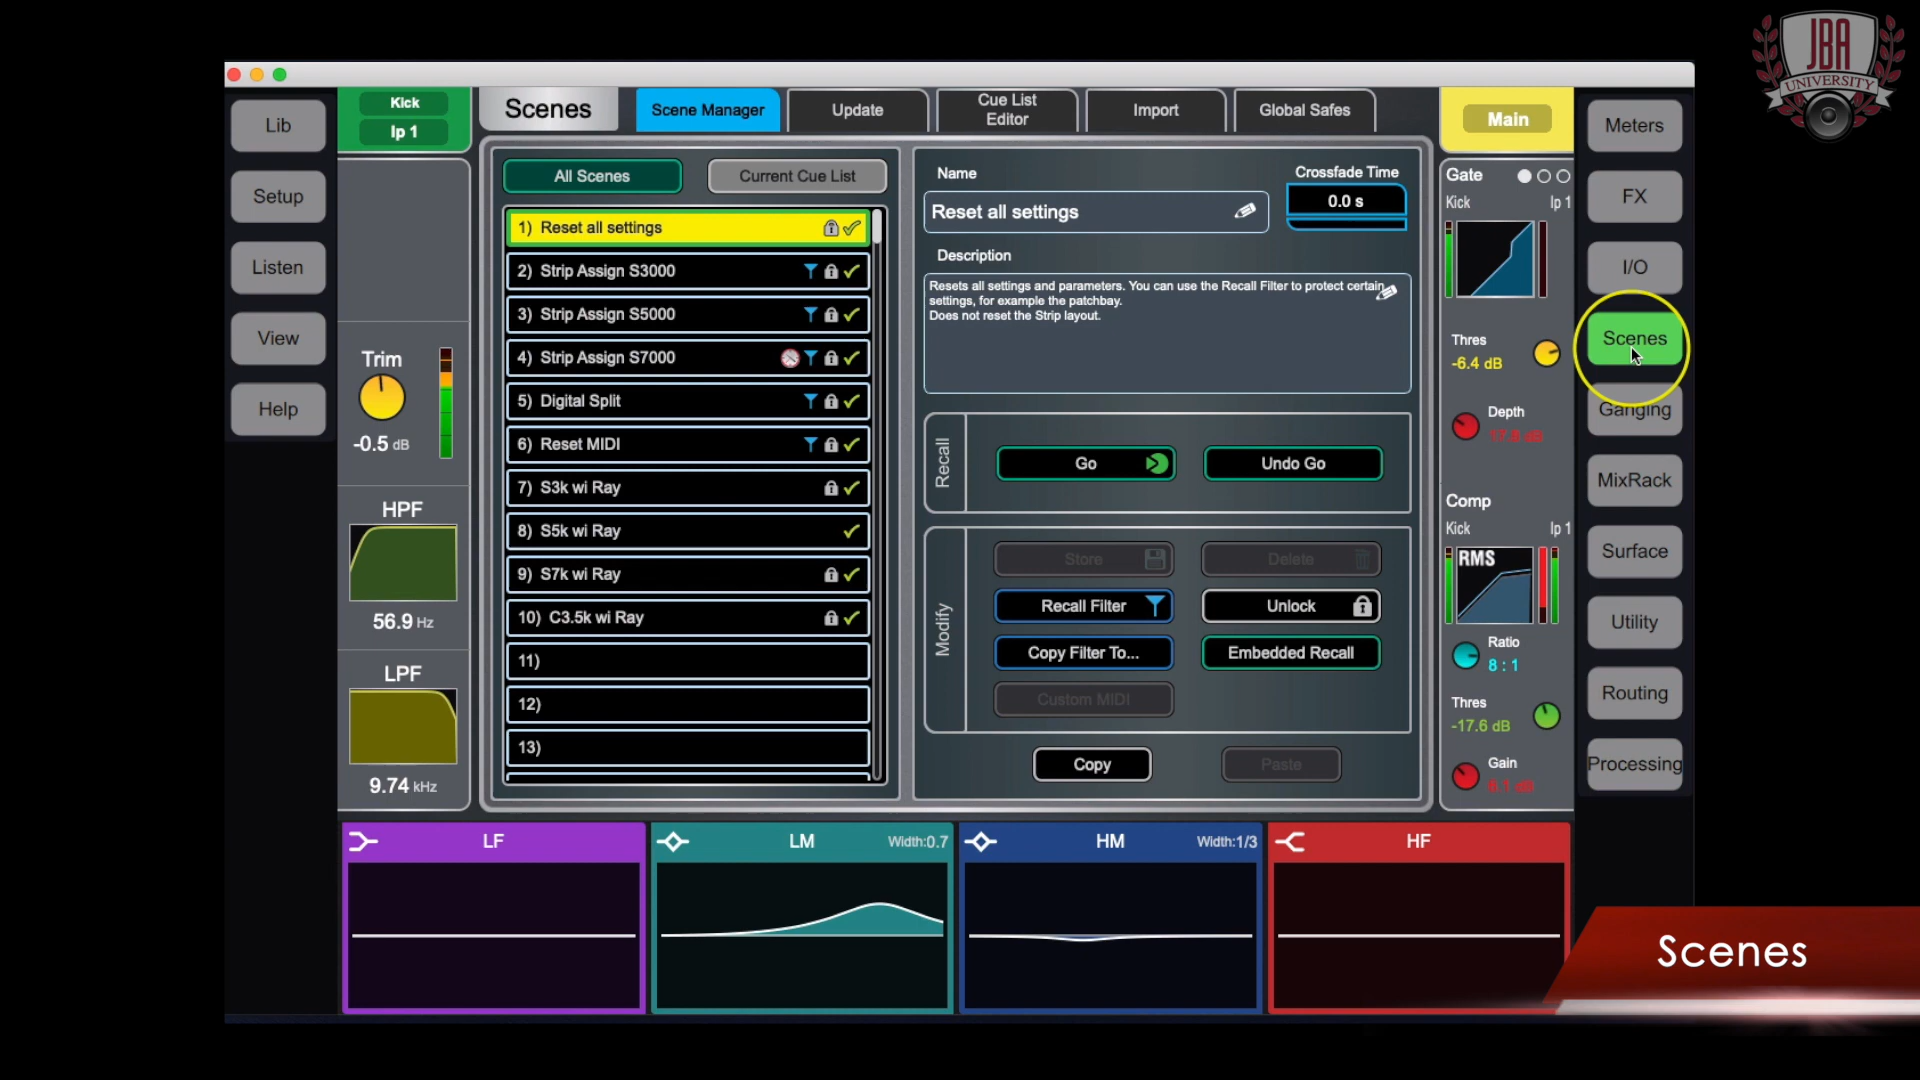 JBA
UNIVERSITY
Lib
Setup
Listen
View
Help
Kick
Ip 1
Scenes
Scene Manager
Update
Cue List
Editor
Import
Global Safes
Main
Meters
FX
I/O
Scenes
Ganging
MixRack
Surface
Utility
Routing
Processing
Trim
-0.5 dB
HPF
56.9 Hz
LPF
9.74 kHz
All Scenes
Current Cue List
1) Reset all settings
2) Strip Assign S3000
3) Strip Assign S5000
4) Strip Assign S7000
5) Digital Split
6) Reset MIDI
7) S3k wi Ray
8) S5k wi Ray
9) S7k wi Ray
10) C3.5k wi Ray
11)
12)
13)
Name
Reset all settings
Crossfade Time
0.0 s
Description
Resets all settings and parameters. You can use the Recall Filter to protect certain
settings, for example the patchbay.
Does not reset the Strip layout.
Recall
Go
Undo Go
Modify
Store
Delete
Recall Filter
Unlock
Copy Filter To...
Embedded Recall
Custom MIDI
Copy
Paste
Gate
Kick Ip 1
Thres
-6.4 dB
Depth
17.8 dB
Comp
Kick Ip 1
RMS
Ratio
8 : 1
Thres
-17.6 dB
Gain
6.1 dB
LF
LM Width:0.7
HM Width:1/3
HF
Scenes